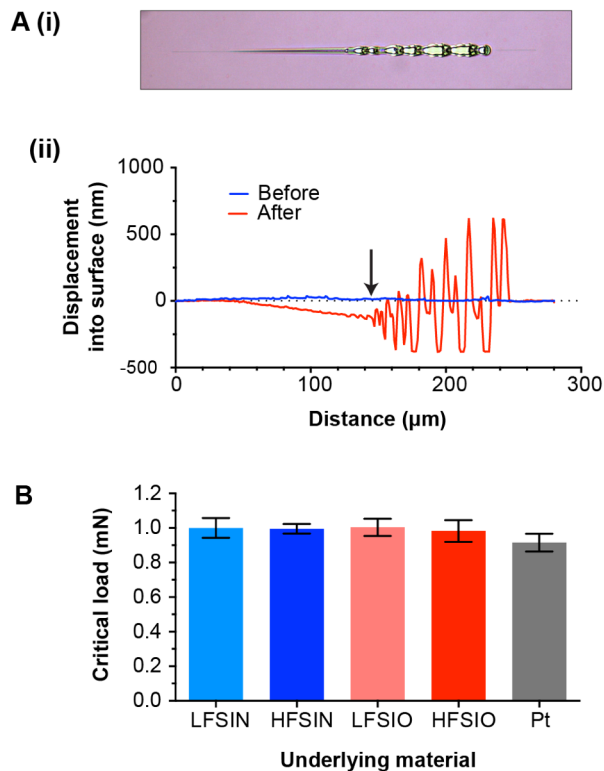 A (i)
(ii)
Displacement
into surface (nm)
1000
500
0
-500
Before
After
0
100
200
300
Distance (µm)
B
Critical load (mN)
1.2
1.0
0.8
0.6
0.4
0.2
0.0
LFSIN
HFSIN
LFSIO
HFSIO
Pt
Underlying material